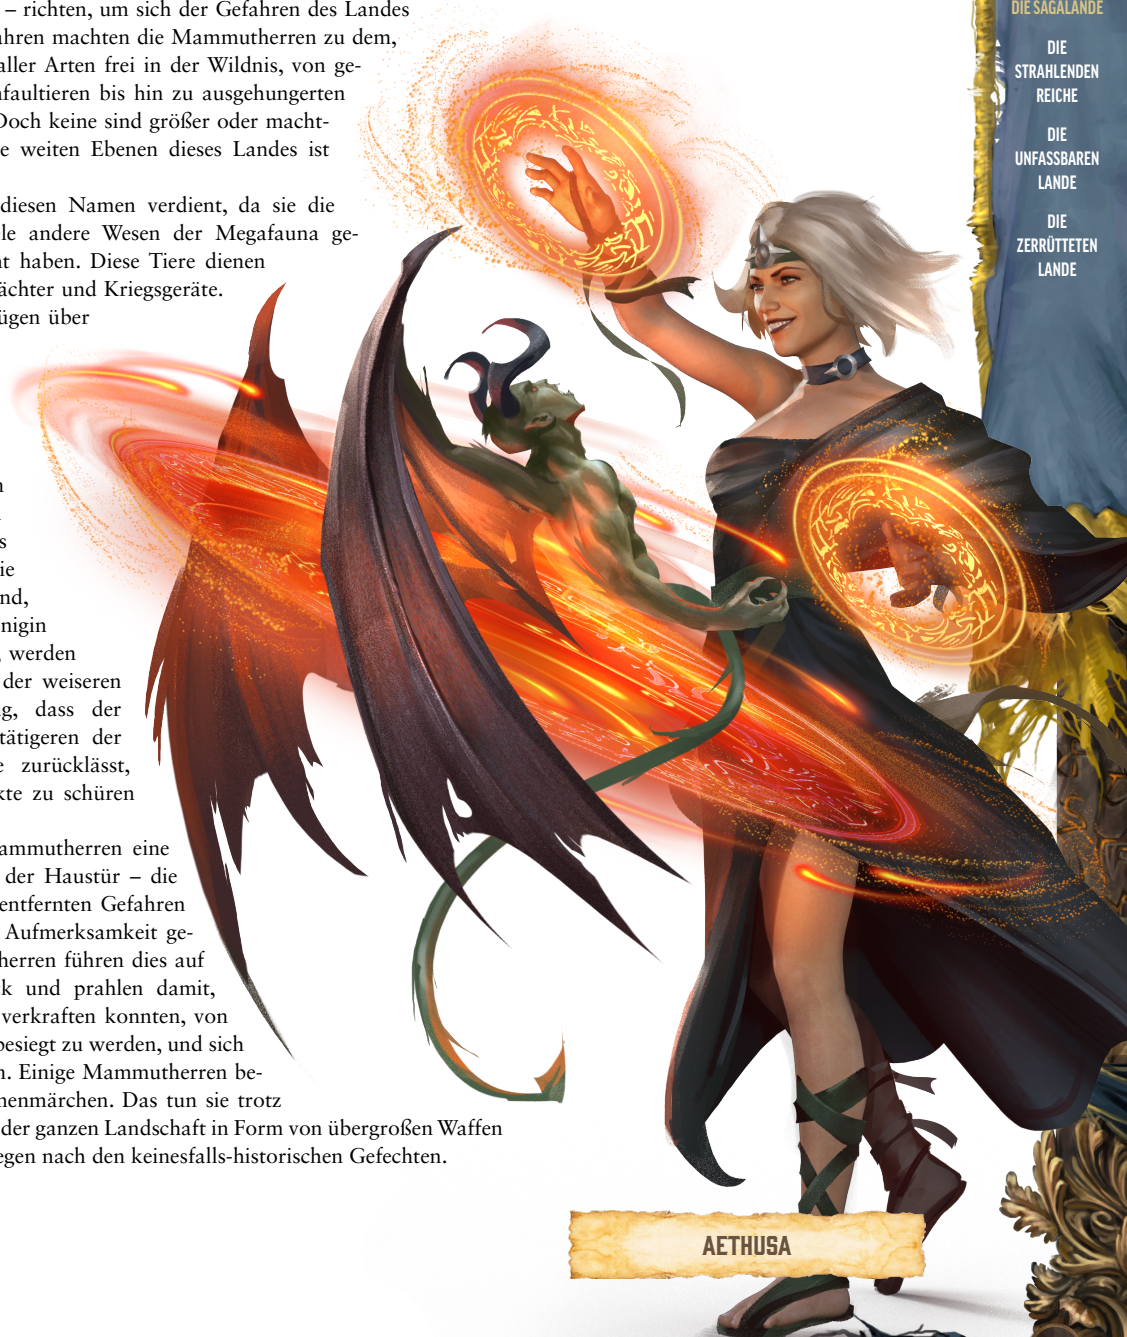 – richten, um sich der Gefahren des Landes
ahren machten die Mammutherren zu dem,
aller Arten frei in der Wildnis, von ge-
nfaultieren bis hin zu ausgehungerten
Doch keine sind größer oder macht-
e weiten Ebenen dieses Landes ist
diesen Namen verdient, da sie die
le andere Wesen der Megafauna ge-
t haben. Diese Tiere dienen
ächter und Kriegsgeräte.
ügen über
n
s
ie
nd,
nigin
, werden
der weiseren
g, dass der
tätigeren der
e zurücklässt,
kte zu schüren
ammutherren eine
der Haustür – die
entfernten Gefahren
Aufmerksamkeit ge-
herren führen dies auf
k und prahlen damit,
verkraften konnten, von
besiegt zu werden, und sich
n. Einige Mammutherren be-
nenmärchen. Das tun sie trotz
der ganzen Landschaft in Form von übergroßen Waffen
egen nach den keinesfalls-historischen Gefechten.
DIE SAGALANDE
DIE
STRAHLENDEN
REICHE
DIE
UNFASSBAREN
LANDE
DIE
ZERRÜTTETEN
LANDE
AETHUSA